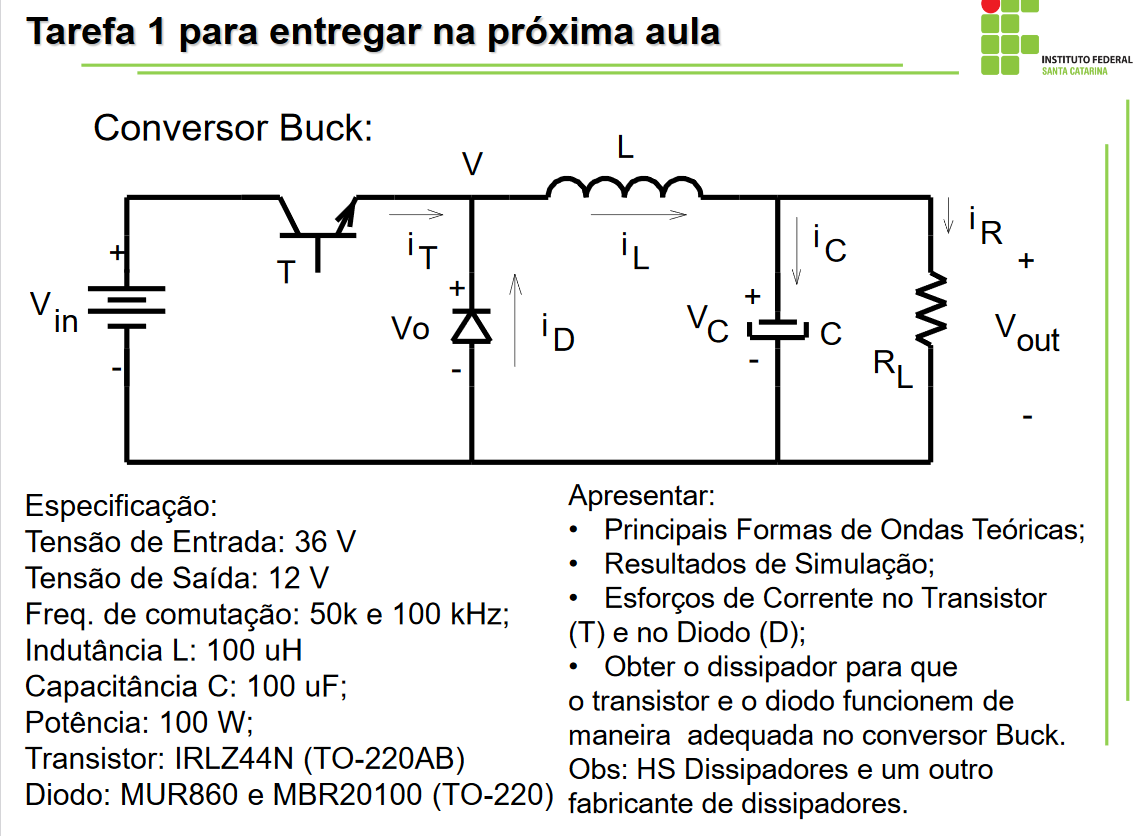 Tarefa 1 para entregar na próxima aula
INSTITUTO FEDERAL
SANTA CATARINA
Conversor Buck:
V
L
+
T
iT
iL
iC
iR
+
Vin
+
Vo
iD
VC
+
C
Vout
RL
-
-
-
-
Especificação:
Tensão de Entrada: 36 V
Tensão de Saída: 12 V
Freq. de comutação: 50k e 100 kHz;
Indutância L: 100 uH
Capacitância C: 100 uF;
Potência: 100 W;
Transistor: IRLZ44N (TO-220AB)
Diodo: MUR860 e MBR20100 (TO-220)
Apresentar:
• Principais Formas de Ondas Teóricas;
• Resultados de Simulação;
• Esforços de Corrente no Transistor
(T) e no Diodo (D);
• Obter o dissipador para que
o transistor e o diodo funcionem de
maneira adequada no conversor Buck.
Obs: HS Dissipadores e um outro
fabricante de dissipadores.